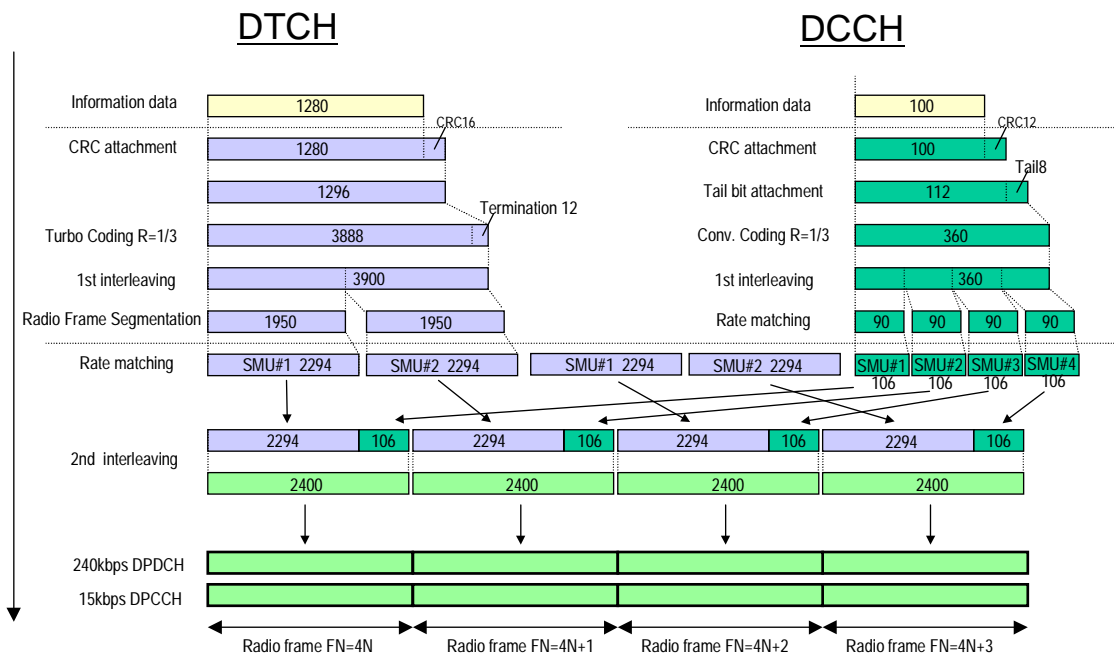 DTCH DCCH
Information data 1280 Information data 100
CRC16 CRC12
CRC attachment 1280 CRC attachment 100
Tail8
1296 Tail bit attachment 112
Termination 12
Turbo Coding R=1/3 3888 Conv. Coding R=1/3 360
1st interleaving 3900 1st interleaving 360
Radio Frame Segmentation 1950 1950 Rate matching 90 90 90 90
Rate matching SMU#1 2294 SMU#2 2294 SMU#1 2294 SMU#2 2294 SMU#1 SMU#2 SMU#3 SMU#4
106 106 106 106
2294 106 2294 106 2294 106 2294 106
2nd interleaving
2400 2400 2400 2400
240kbps DPDCH
15kbps DPCCH
Radio frame FN=4N Radio frame FN=4N+1 Radio frame FN=4N+2 Radio frame FN=4N+3